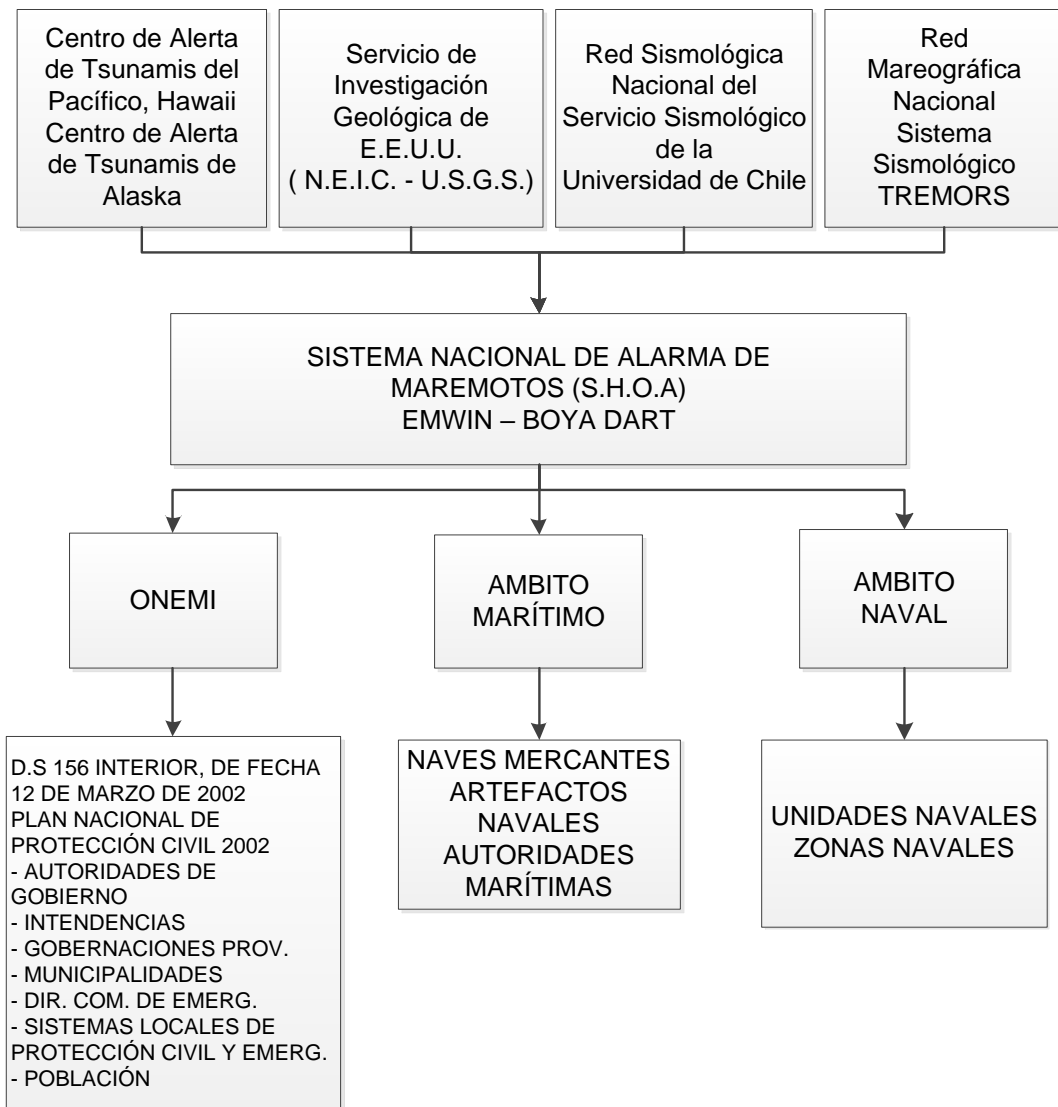 Centro de Alerta
de Tsunamis del
Pacífico, Hawaii
Centro de Alerta
de Tsunamis de
Alaska
Servicio de
Investigación
Geológica de
E.E.U.U.
( N.E.I.C. - U.S.G.S.)
Red Sismológica
Nacional del
Servicio Sismológico
de la
Universidad de Chile
Red
Mareográfica
Nacional
Sistema
Sismológico
TREMORS
SISTEMA NACIONAL DE ALARMA DE
MAREMOTOS (S.H.O.A)
EMWIN – BOYA DART
ONEMI
AMBITO
MARÍTIMO
AMBITO
NAVAL
D.S 156 INTERIOR, DE FECHA
12 DE MARZO DE 2002
PLAN NACIONAL DE
PROTECCIÓN CIVIL 2002
- AUTORIDADES DE
GOBIERNO
- INTENDENCIAS
- GOBERNACIONES PROV.
- MUNICIPALIDADES
- DIR. COM. DE EMERG.
- SISTEMAS LOCALES DE
PROTECCIÓN CIVIL Y EMERG.
- POBLACIÓN
NAVES MERCANTES
ARTEFACTOS
NAVALES
AUTORIDADES
MARÍTIMAS
UNIDADES NAVALES
ZONAS NAVALES